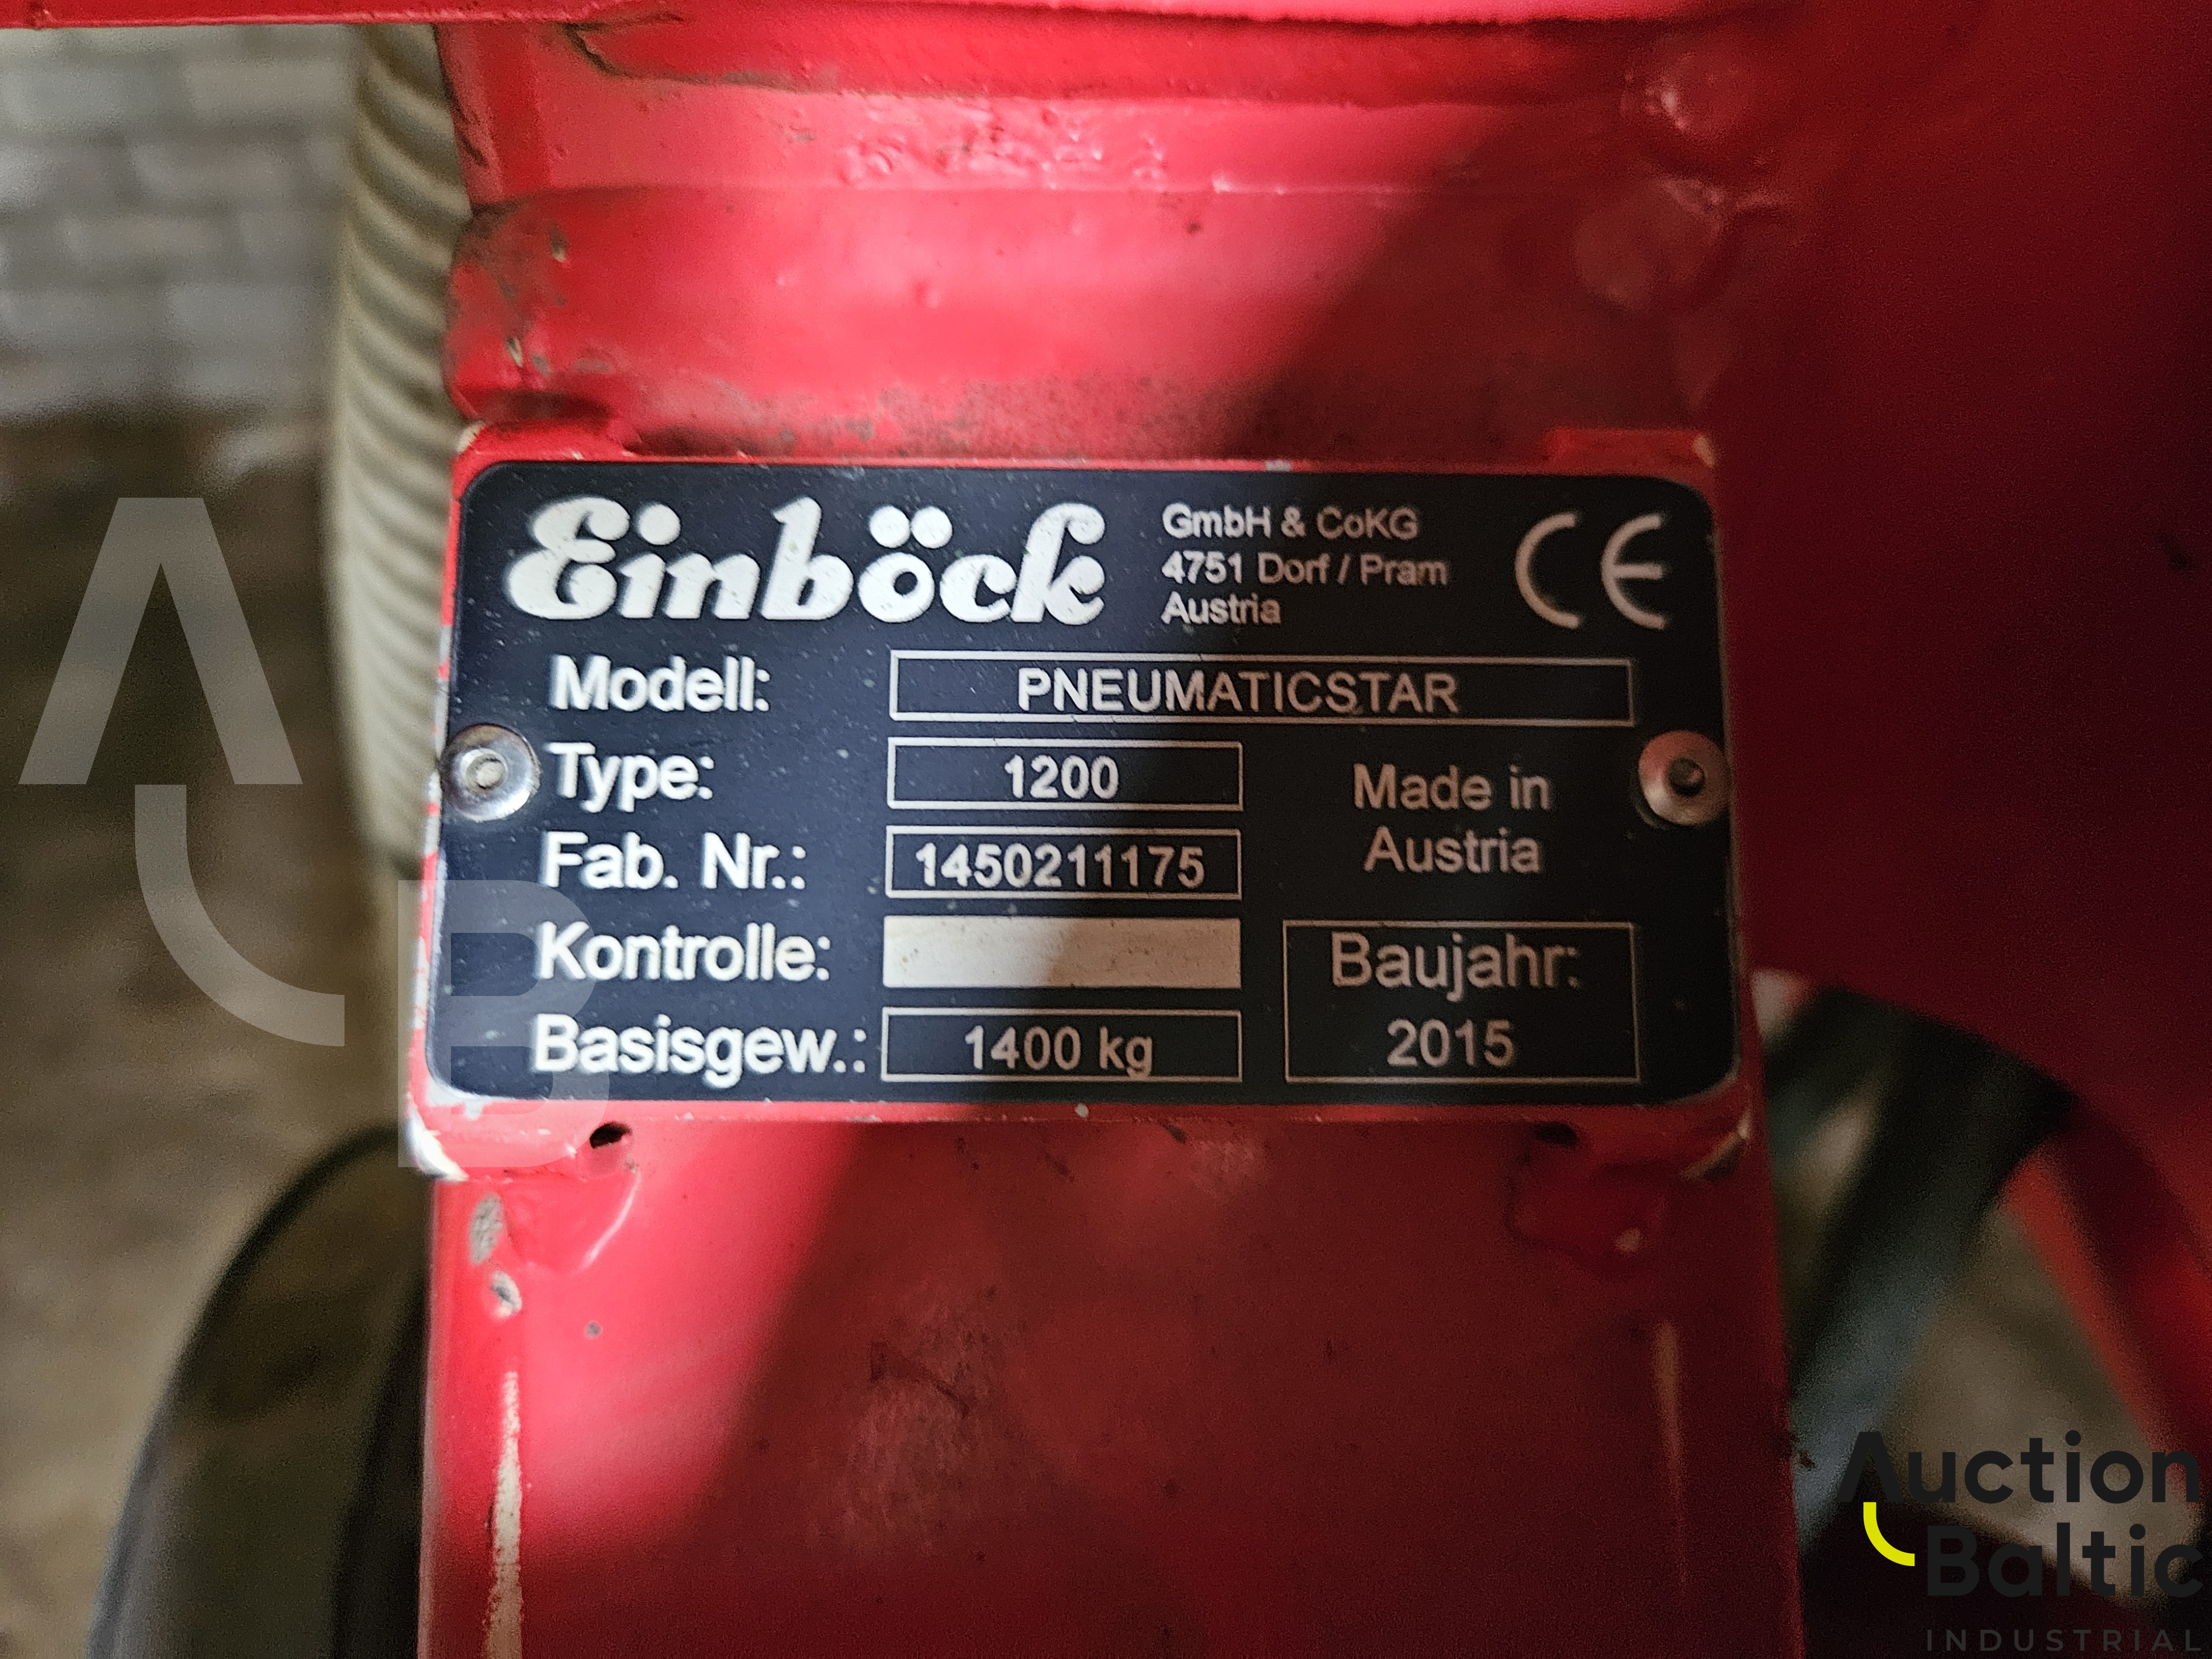 Einböck
GmbH & CoKG
4751 Dorf / Pram
Austria
CE
Modell: PNEUMATICSTAR
Type: 1200
Made in
Austria
Fab. Nr.: 1450211175
Kontrolle:
Baujahr:
2015
Basisgew.: 1400 kg
AB
Auction
Baltic
INDUSTRIAL